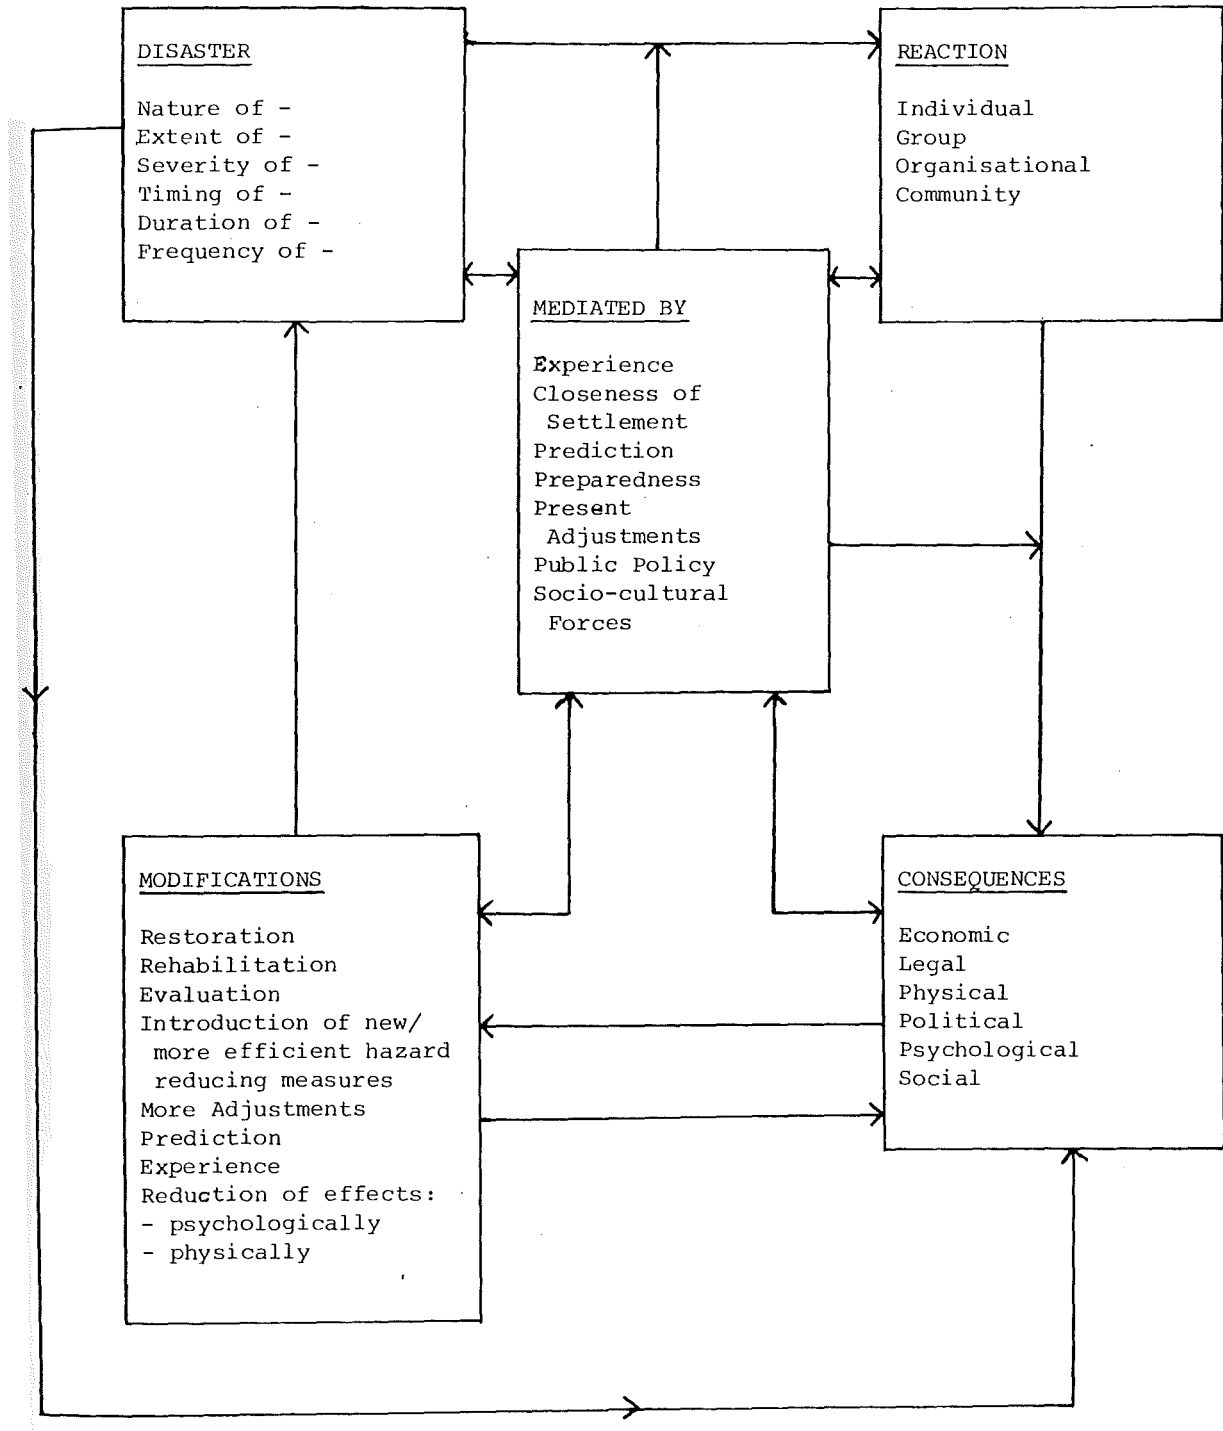 DISASTER
Nature of -
Extent of -
Severity of -
Timing of -
Duration of -
Frequency of -
REACTION
Individual
Group
Organisational
Community
MEDIATED BY
Experience
Closeness of
Settlement
Prediction
Preparedness
Present
Adjustments
Public Policy
Socio-cultural
Forces
MODIFICATIONS
Restoration
Rehabilitation
Evaluation
Introduction of new/
more efficient hazard
reducing measures
More Adjustments
Prediction
Experience
Reduction of effects:
- psychologically
- physically
CONSEQUENCES
Economic
Legal
Physical
Political
Psychological
Social